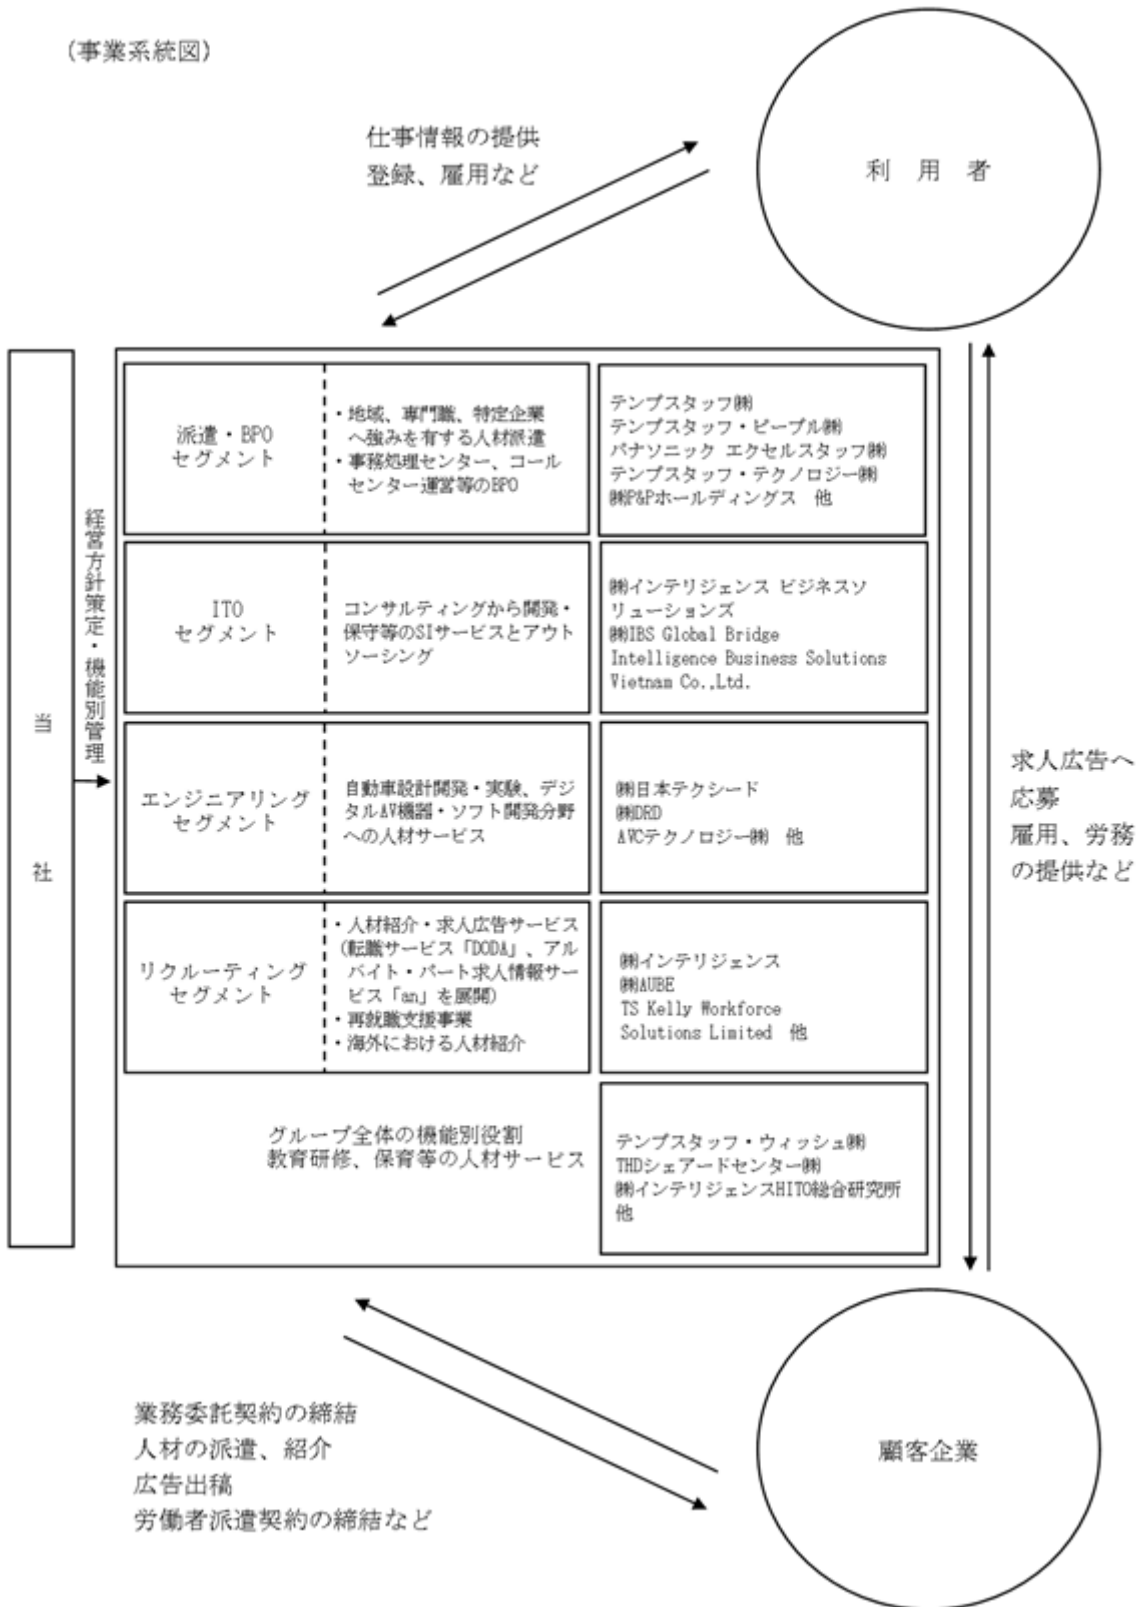 (事業系統図)
仕事情報の提供
登録、雇用など
利　用　者
当
社
経営方針策定・機能別管理
派遣・BPO
セグメント
・地域、専門職、特定企業
へ強みを有する人材派遣
・事務処理センター、コール
センター運営等のBPO
テンプスタッフ㈱
テンプスタッフ・ピープル㈱
パナソニック エクセルスタッフ㈱
テンプスタッフ・テクノロジー㈱
㈱P&Pホールディングス　他
ITO
セグメント
コンサルティングから開発・
保守等のSIサービスとアウト
ソーシング
㈱インテリジェンス ビジネスソ
リューションズ
㈱IBS Global Bridge
Intelligence Business Solutions
Vietnam Co.,Ltd.
エンジニアリング
セグメント
自動車設計開発・実験、デジ
タルAV機器・ソフト開発分野
への人材サービス
㈱日本テクシード
㈱DRD
AVCテクノロジー㈱　他
リクルーティング
セグメント
・人材紹介・求人広告サービス
(転職サービス「DODA」、アル
バイト・パート求人情報サー
ビス「an」を展開)
・再就職支援事業
・海外における人材紹介
㈱インテリジェンス
㈱AUBE
TS Kelly Workforce
Solutions Limited　他
グループ全体の機能別役割
教育研修、保育等の人材サービス
テンプスタッフ・ウィッシュ㈱
THDシェアードセンター㈱
㈱インテリジェンスHITO総合研究所
他
求人広告へ
応募
雇用、労務
の提供など
業務委託契約の締結
人材の派遣、紹介
広告出稿
労働者派遣契約の締結など
顧客企業